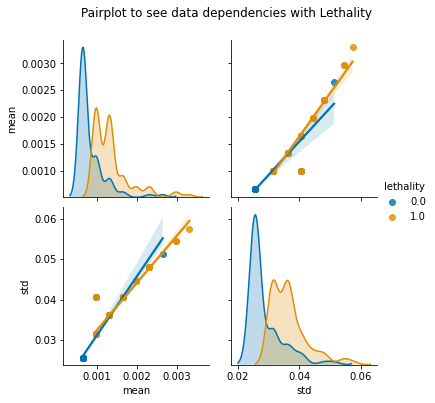 Pairplot to see data dependencies with Lethality
0.0030
0.0025
0.0020
0.0015
0.0010
mean
lethality
0.0
1.0
0.06
0.05
0.04
0.03
std
0.001 0.002 0.003
mean
0.02 0.04 0.06
std